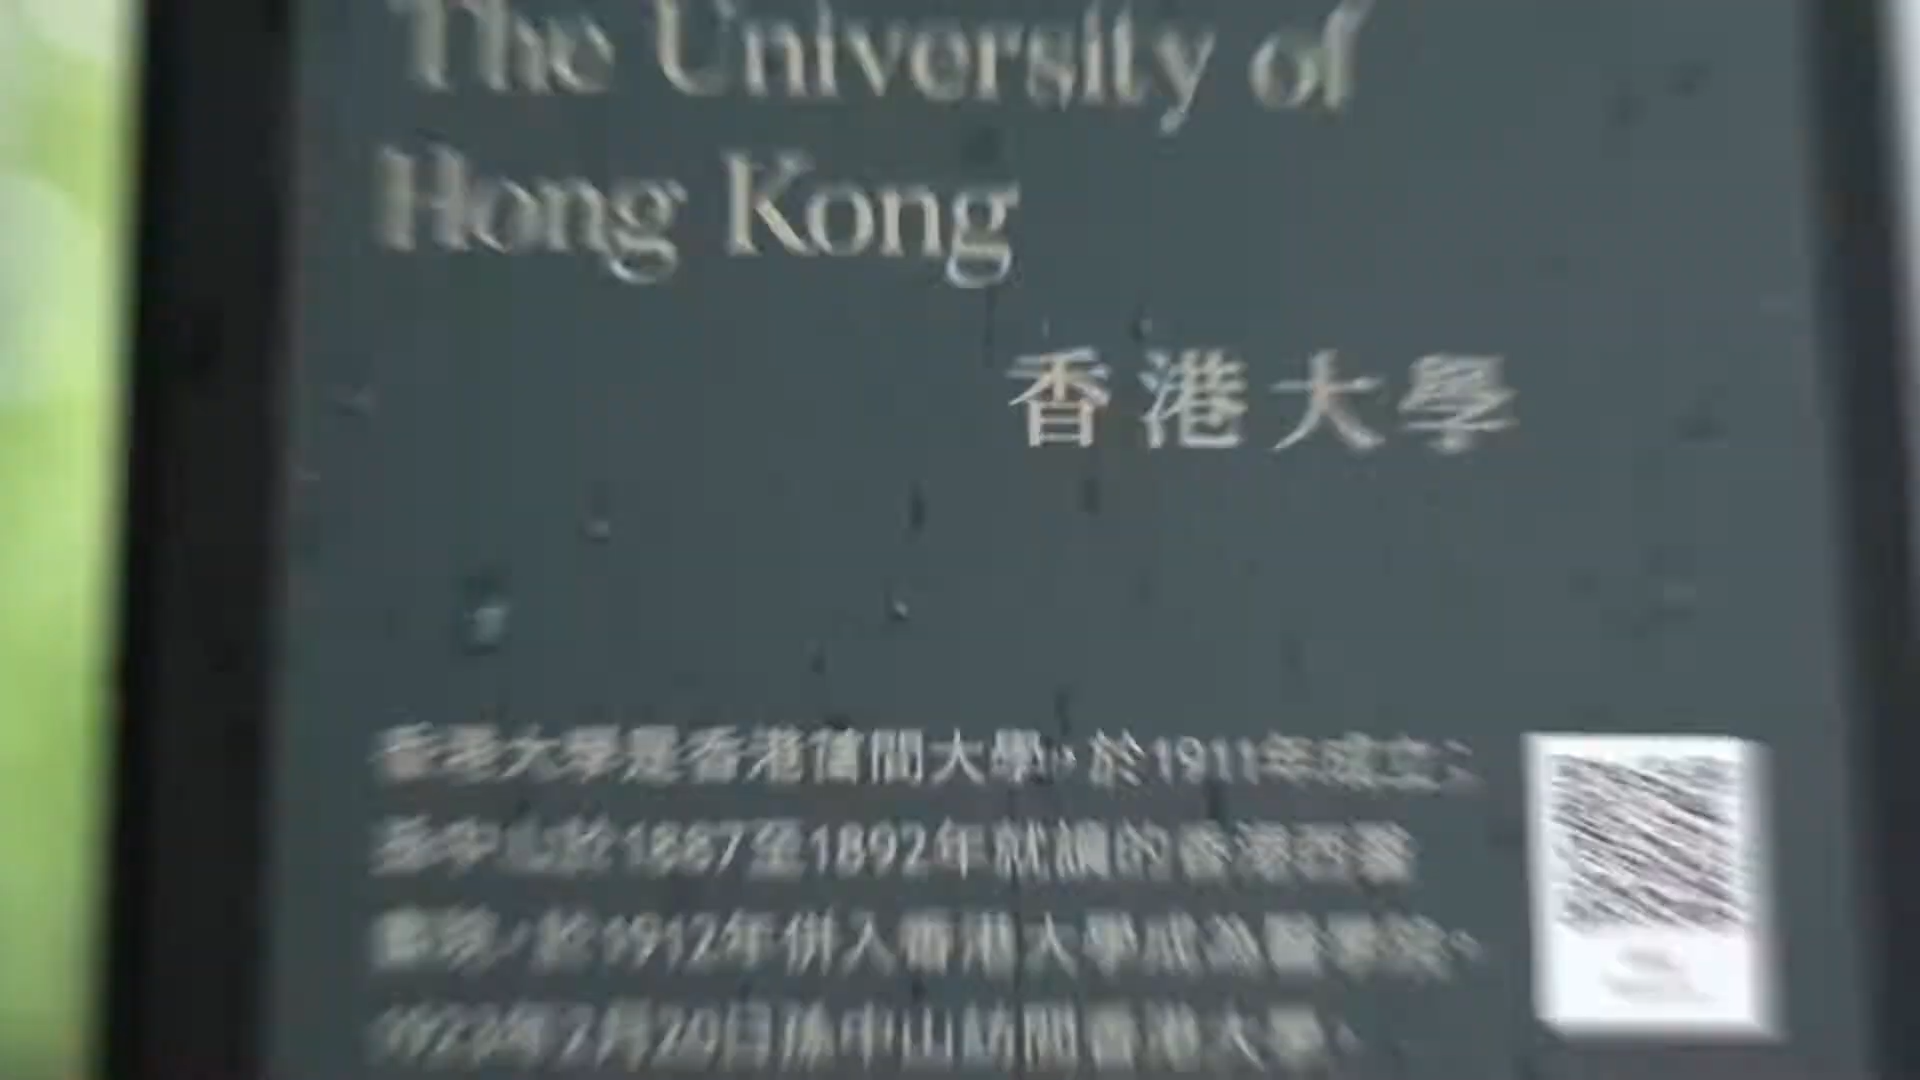 The University of
Hong Kong
香港大學
香港大學是香港首間大學，於1911年成立；
孫中山於1887至1892年就讀的香港西醫
書院，於1912年併入香港大學成為醫學院。
1923年2月20日孫中山訪問香港大學，